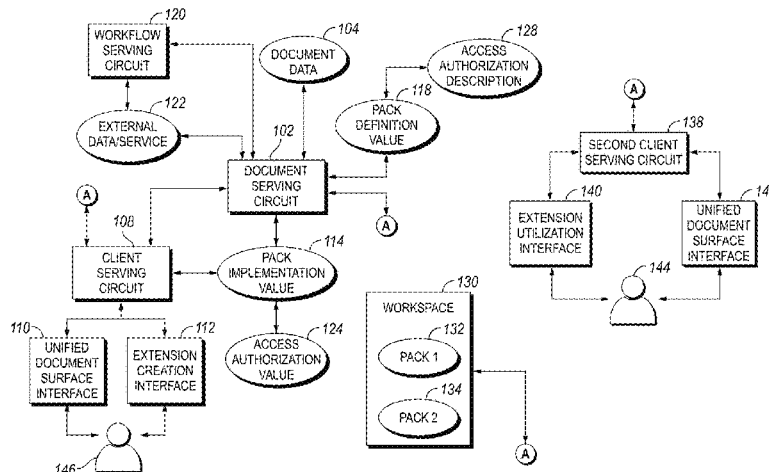 120
WORKFLOW
SERVING
CIRCUIT
104
DOCUMENT
DATA
128
ACCESS
AUTHORIZATION
DESCRIPTION
122
EXTERNAL
DATA/SERVICE
118
PACK
DEFINITION
VALUE
102
DOCUMENT
SERVING
CIRCUIT
A
138
SECOND CLIENT
SERVING CIRCUIT
A
108
CLIENT
SERVING
CIRCUIT
A
114
PACK
IMPLEMENTATION
VALUE
140
EXTENSION
UTILIZATION
INTERFACE
14
UNIFIED
DOCUMENT
SURFACE
INTERFACE
144
110
UNIFIED
DOCUMENT
SURFACE
INTERFACE
112
EXTENSION
CREATION
INTERFACE
124
ACCESS
AUTHORIZATION
VALUE
130
WORKSPACE
132
PACK 1
134
PACK 2
A
146